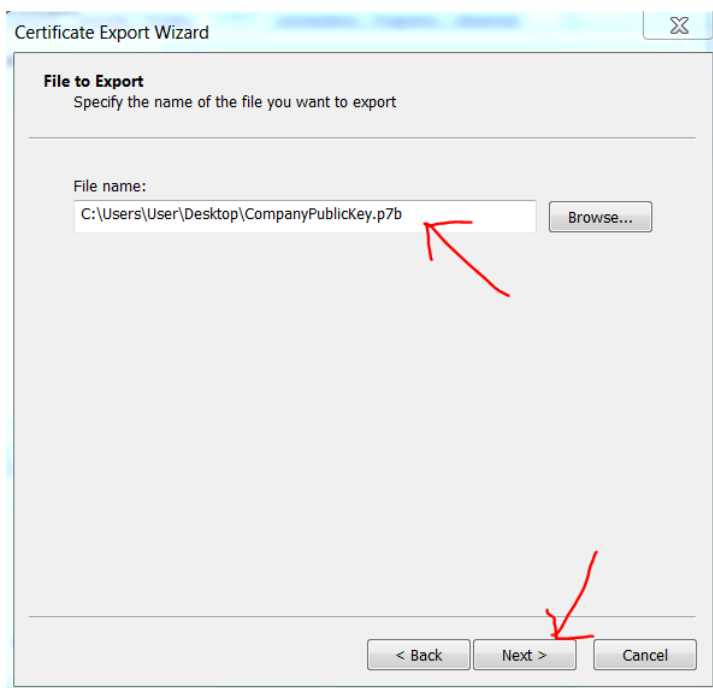 Certificate Export Wizard
File to Export
Specify the name of the file you want to export
File name:
C:\Users\User\Desktop\CompanyPublicKey.p7b
Browse...
< Back
Next >
Cancel